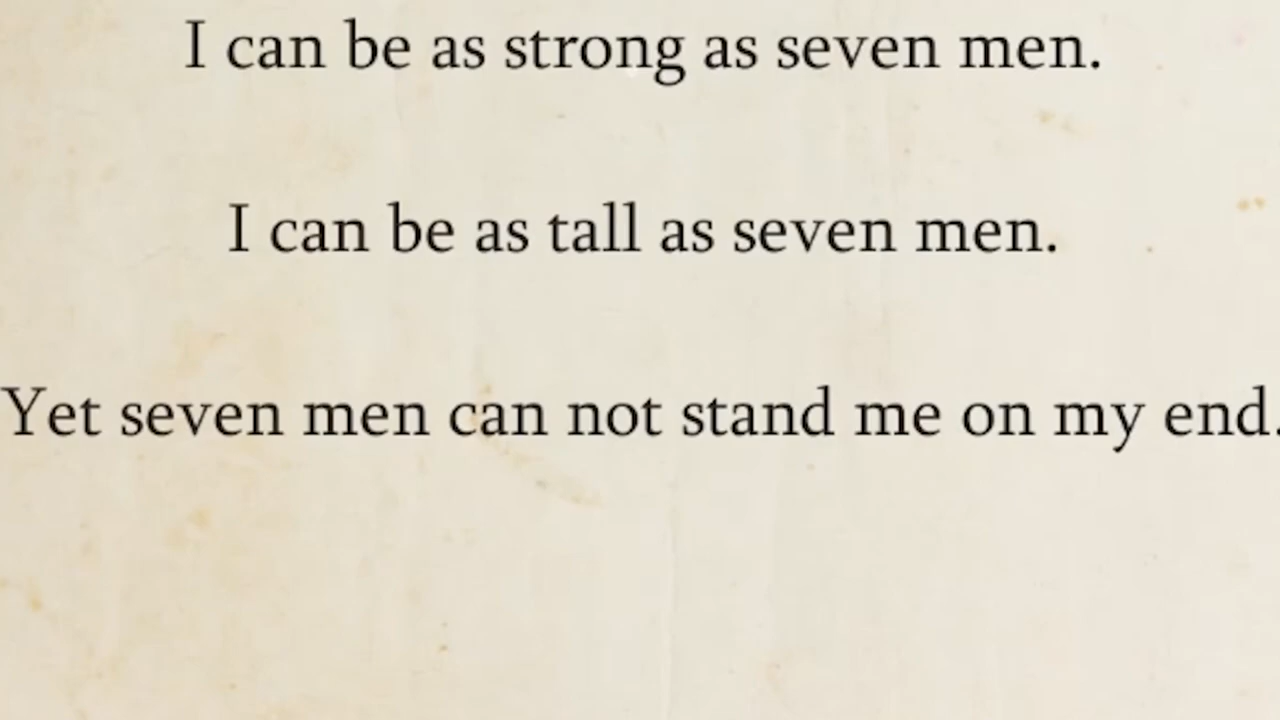 I can be as strong as seven men.
I can be as tall as seven men.
Yet seven men can not stand me on my end.